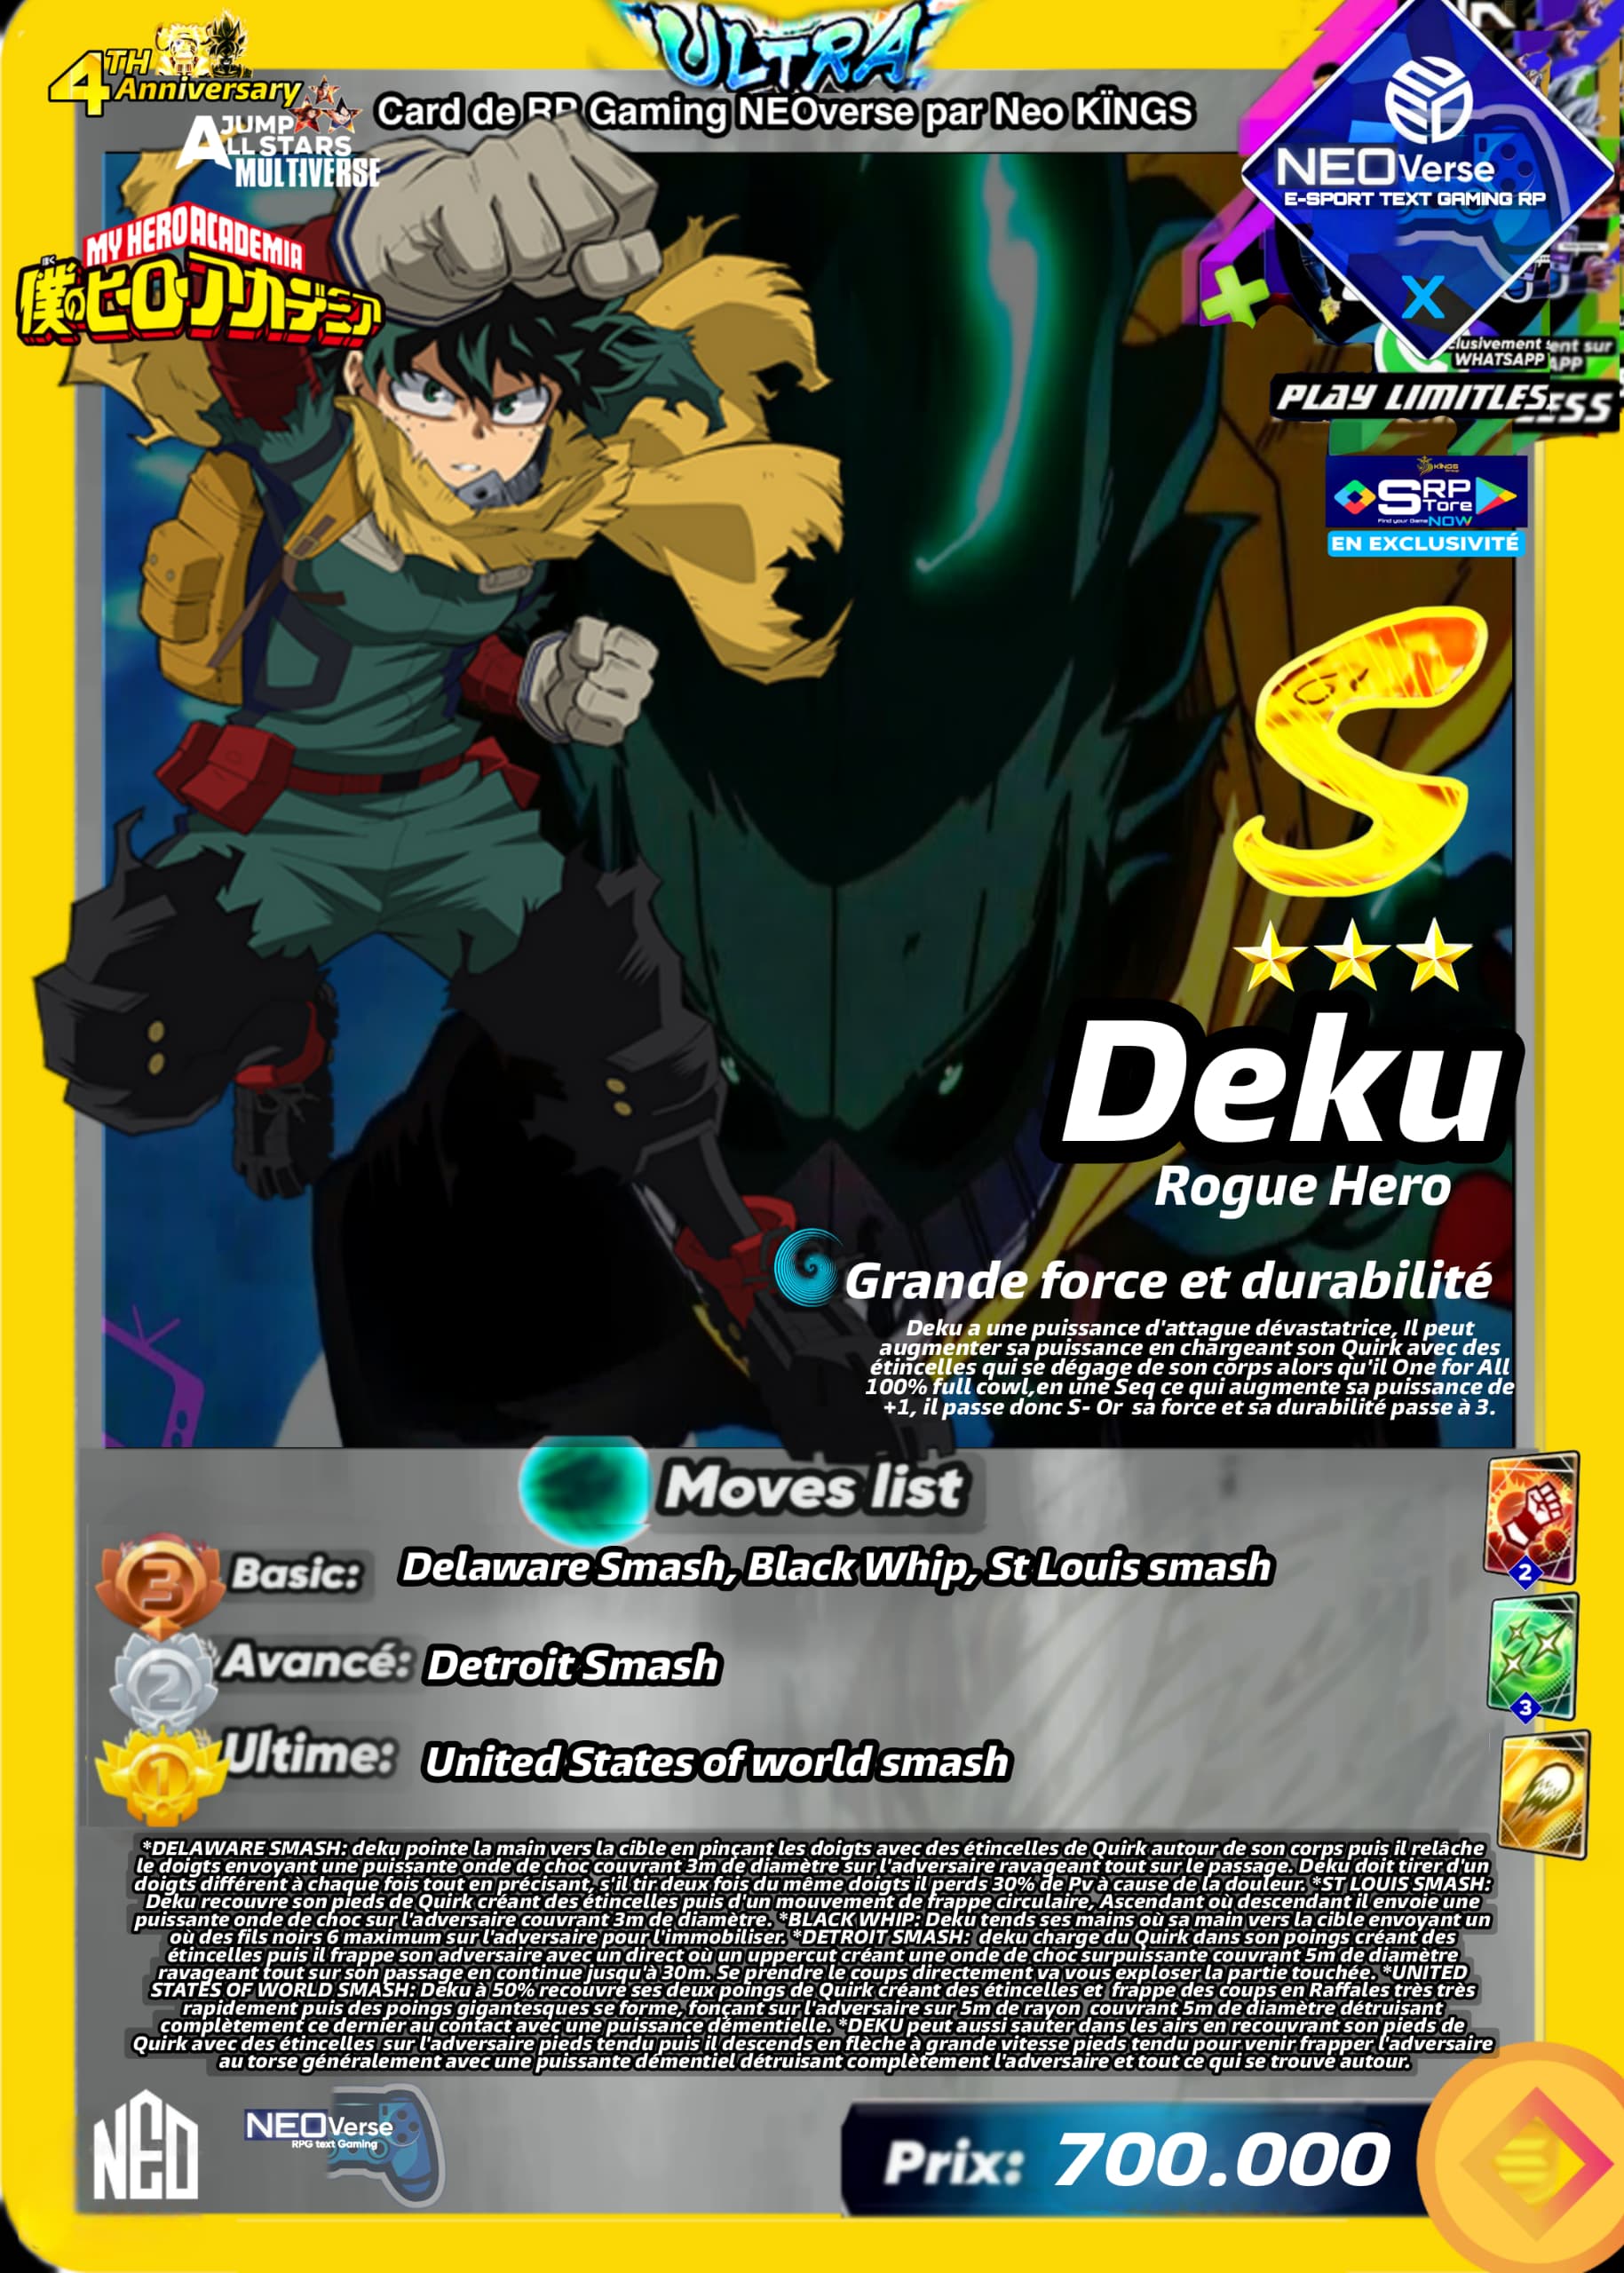 ULTRA
4TH
Anniversary
JUMP
ALL STARS
MULTIVERSE
Card de RP Gaming NEOverse par Neo KÏNGS
NEOVerse
E-SPORT TEXT GAMING RP
X
MY HERO ACADEMIA
僕のヒーローアカデミア
clusivement
ent sur
WHATSAPP
APP
PLAY LIMITLES
ESS
KINGS
SRP
Tore
Find your Game NOW
EN EXCLUSIVITÉ
S
Deku
Rogue Hero
Grande force et durabilité
Deku a une puissance d'attague dévastatrice, Il peut
augmenter sa puissance en chargeant son Quirk avec des
étincelles qui se dégage de son corps alors qu'il One for All
100% full cowl,en une Seq ce qui augmente sa puissance de
+1, il passe donc S- Or sa force et sa durabilité passe à 3.
Moves list
3 Basic: Delaware Smash, Black Whip, St Louis smash
2
2 Avancé: Detroit Smash
3
1 Ultime: United States of world smash
*DELAWARE SMASH: deku pointe la main vers la cible en pinçant les doigts avec des étincelles de Quirk autour de son corps puis il relâche
le doigts envoyant une puissante onde de choc couvrant 3m de diamètre sur l'adversaire ravageant tout sur le passage. Deku doit tirer d'un
doigts différent à chaque fois tout en précisant, s'il tir deux fois du même doigts il perds 30% de Pv à cause de la douleur. *ST LOUIS SMASH:
Deku recouvre son pieds de Quirk créant des étincelles puis d'un mouvement de frappe circulaire, Ascendant où descendant il envoie une
puissante onde de choc sur l'adversaire couvrant 3m de diamètre. *BLACK WHIP: Deku tends ses mains où sa main vers la cible envoyant un
où des fils noirs 6 maximum sur l'adversaire pour l'immobiliser. *DETROIT SMASH: deku charge du Quirk dans son poings créant des
étincelles puis il frappe son adversaire avec un direct où un uppercut créant une onde de choc surpuissante couvrant 5m de diamètre
ravageant tout sur son passage en continue jusqu'à 30m. Se prendre le coups directement va vous exploser la partie touchée. *UNITED
STATES OF WORLD SMASH: Deku à 50% recouvre ses deux poings de Quirk créant des étincelles et frappe des coups en Raffales très très
rapidement puis des poings gigantesques se forme, fonçant sur l'adversaire sur 5m de rayon couvrant 5m de diamètre détruisant
complètement ce dernier au contact avec une puissance démentielle. *DEKU peut aussi sauter dans les airs en recouvrant son pieds de
Quirk avec des étincelles sur l'adversaire pieds tendu puis il descends en flèche à grande vitesse pieds tendu pour venir frapper l'adversaire
au torse généralement avec une puissante démentiel détruisant complètement l'adversaire et tout ce qui se trouve autour.
NEO
NEOVerse
RPG text Gaming
Prix: 700.000